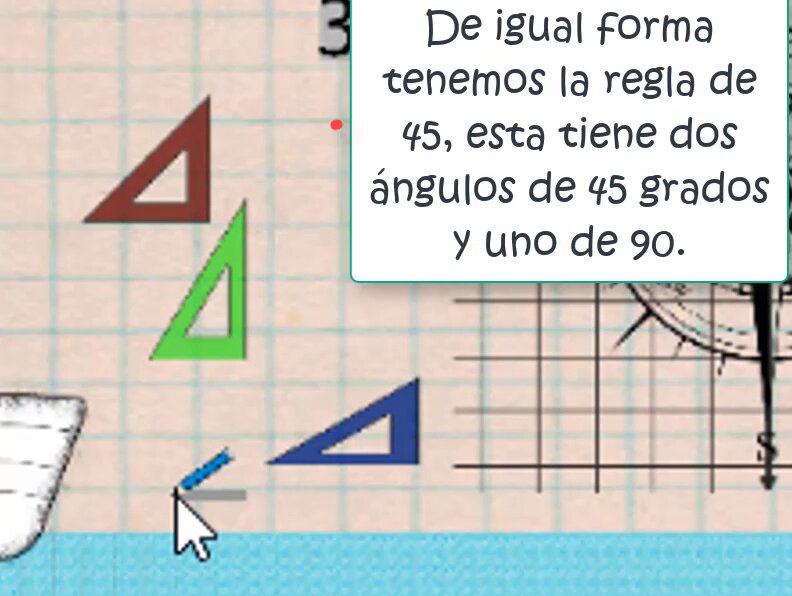 3
De igual forma
tenemos la regla de
45, esta tiene dos
ángulos de 45 grados
y uno de 90.
S